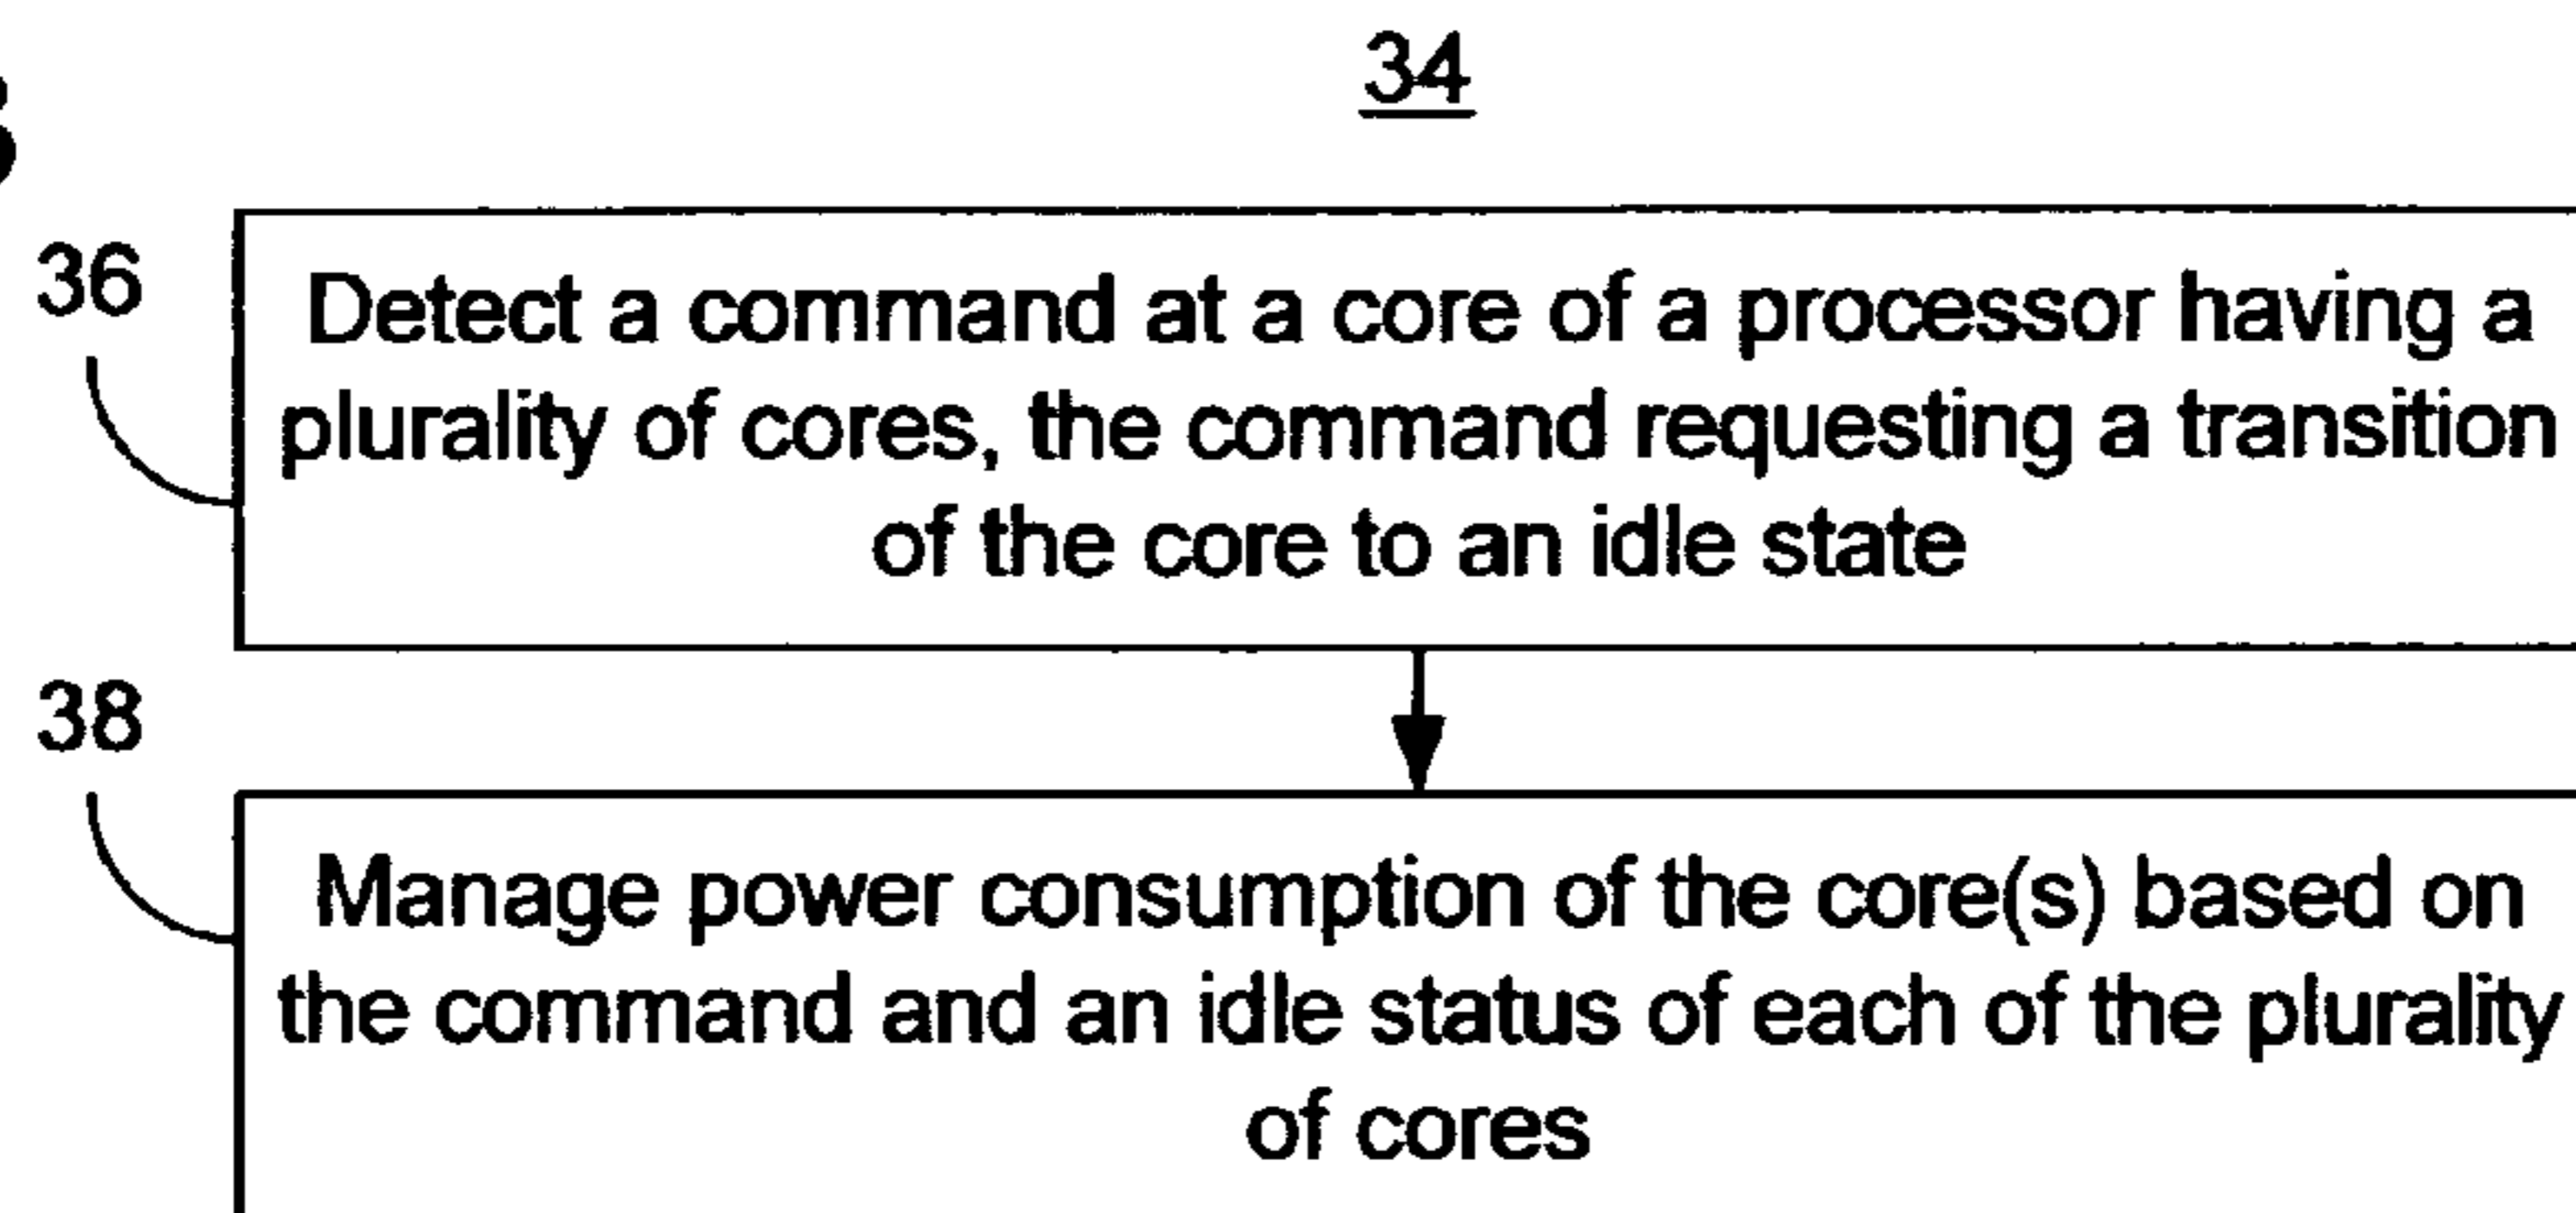 34
36
Detect a command at a core of a processor having a
plurality of cores, the command requesting a transition
of the core to an idle state
38
Manage power consumption of the core(s) based on
the command and an idle status of each of the plurality
of cores